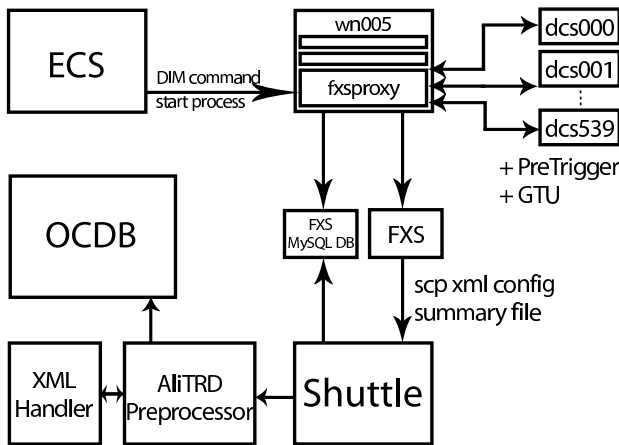 ECS
DIM command
start process
wn005
fxsproxy
dcs000
dcs001
dcs539
+ PreTrigger
+ GTU
OCDB
FXS
MySQL DB
FXS
scp xml config
summary file
XML
Handler
AliTRD
Preprocessor
Shuttle